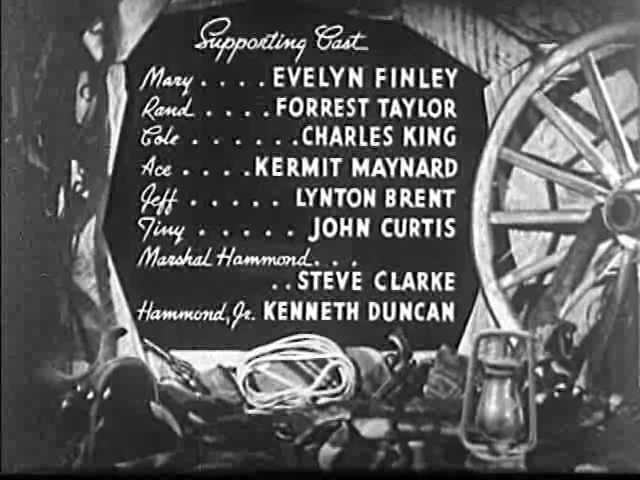 Supporting Cast
Mary . . . . EVELYN FINLEY
Rand . . . . FORREST TAYLOR
Cole . . . . . . CHARLES KING
Ace . . . . KERMIT MAYNARD
Jeff . . . . . LYNTON BRENT
Tiny . . . . . JOHN CURTIS
Marshal Hammond . . .
. . STEVE CLARKE
Hammond, Jr. KENNETH DUNCAN